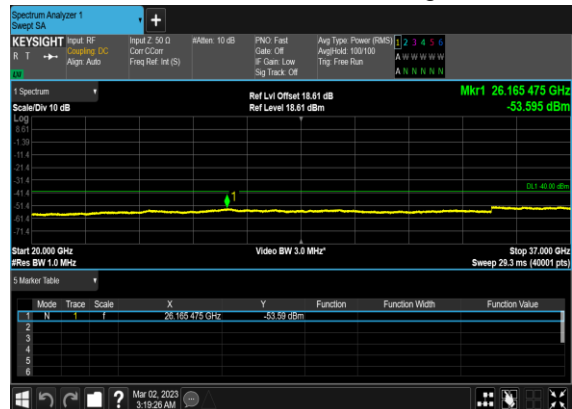 Spectrum Analyzer 1
Swept SA
+
KEYSIGHT Input: RF Input Z: 50 Ω #Atten: 10 dB PNO: Fast Avg Type: Power (RMS) 1 2 3 4 5 6
R T Coupling: DC Corr CCorr Gate: Off Avg|Hold: 100/100 A W W W W W
Align: Auto Freq Ref: Int (S) IF Gain: Low Trig: Free Run A N N N N N
Sig Track: Off
LW
1 Spectrum
Ref Lvl Offset 18.61 dB Mkr1 26.165 475 GHz
Scale/Div 10 dB Ref Level 18.61 dBm -53.595 dBm
Log
8.61
-1.39
-11.4
-21.4
-31.4
-41.4 DL1 -40.00 dBm
1
-51.4
-61.4
-71.4
Start 20.000 GHz Video BW 3.0 MHz* Stop 37.000 GHz
#Res BW 1.0 MHz Sweep 29.3 ms (40001 pts)
5 Marker Table
Mode Trace Scale X Y Function Function Width Function Value
1 N 1 f 26.165 475 GHz -53.59 dBm
2
3
4
5
6
? Mar 02, 2023
3:19:26 AM